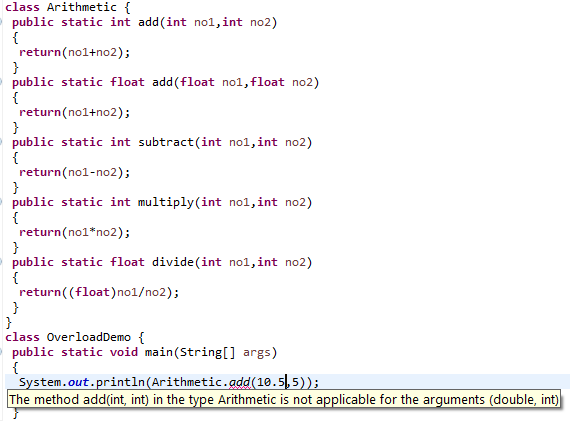 class Arithmetic {
public static int add(int no1,int no2)
{
return(no1+no2);
}
public static float add(float no1,float no2)
{
return(no1+no2);
}
public static int subtract(int no1,int no2)
{
return(no1-no2);
}
public static int multiply(int no1,int no2)
{
return(no1*no2);
}
public static float divide(int no1,int no2)
{
return((float)no1/no2);
}
}
class OverloadDemo {
public static void main(String[] args)
{
System.out.println(Arithmetic.add(10.5,5));
The method add(int, int) in the type Arithmetic is not applicable for the arguments (double, int)
}